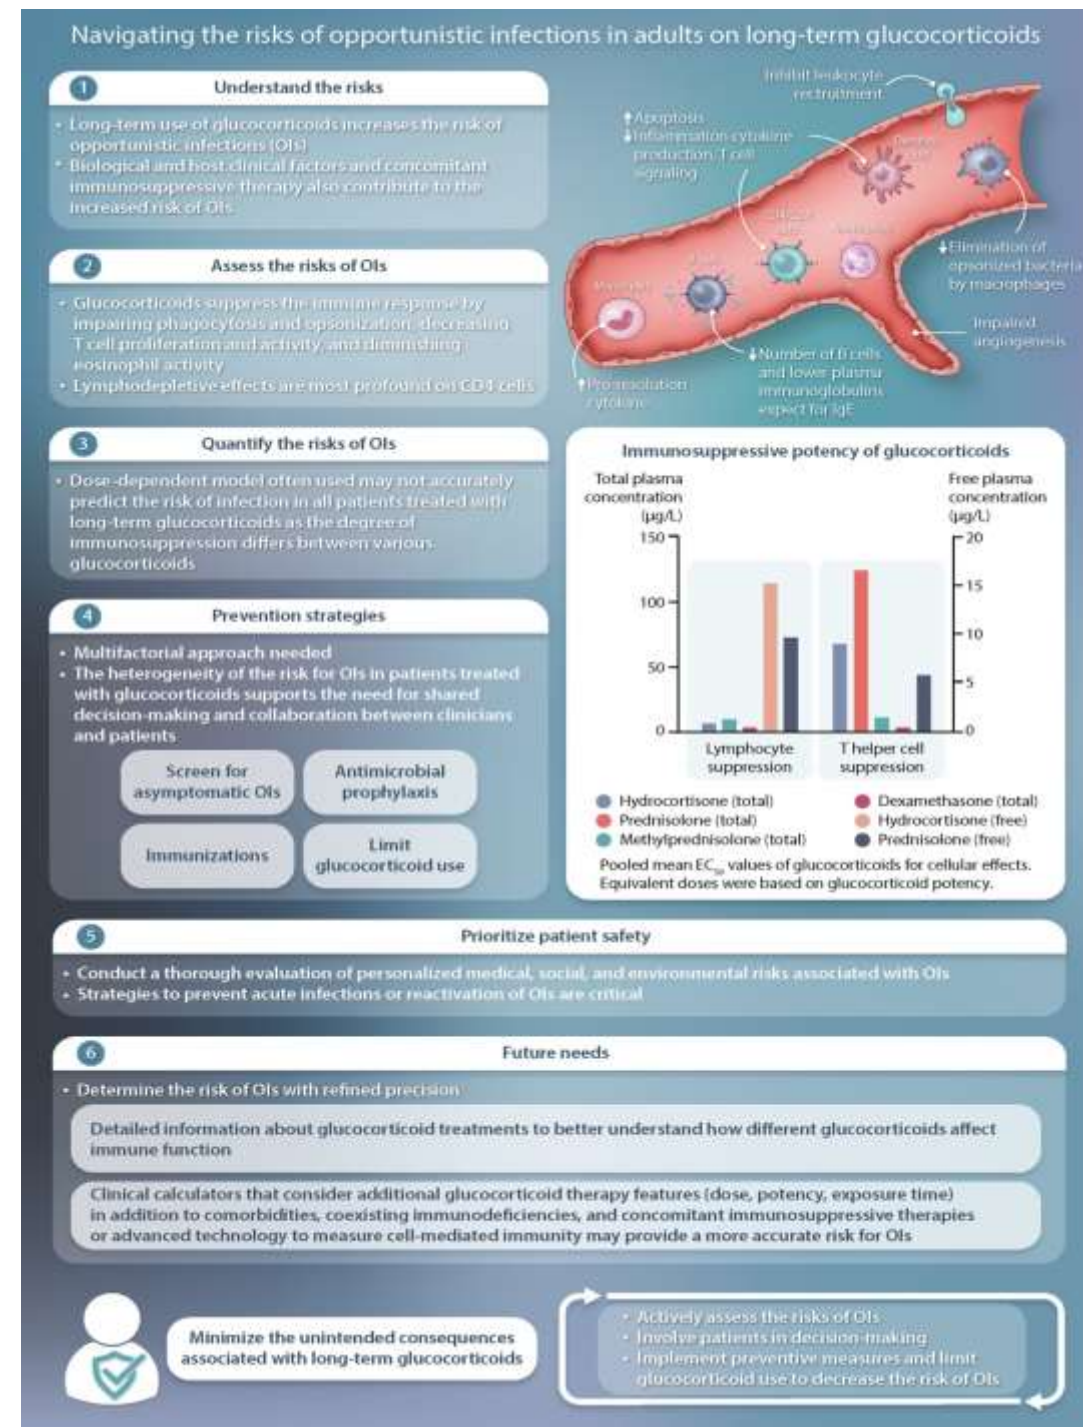 Navigating the risks of opportunistic infections in adults on long-term glucocorticoids
1
Understand the risks
• Long-term use of glucocorticoids increases the risk of
opportunistic infections (OIs)
• Biological and host clinical factors and concomitant
immunosuppressive therapy also contribute to the
increased risk of OIs
2
Assess the risks of OIs
• Glucocorticoids suppress the immune response by
impairing phagocytosis and opsonization, decreasing
T cell proliferation and activity, and diminishing
eosinophil activity
• Lymphodepletive effects are most profound on CD4 cells
3
Quantify the risks of OIs
• Dose-dependent model often used may not accurately
predict the risk of infection in all patients treated with
long-term glucocorticoids as the degree of
immunosuppression differs between various
glucocorticoids
4
Prevention strategies
• Multifactorial approach needed
• The heterogeneity of the risk for OIs in patients treated
with glucocorticoids supports the need for shared
decision-making and collaboration between clinicians
and patients
Screen for
asymptomatic OIs
Antimicrobial
prophylaxis
Immunizations
Limit
glucocorticoid use
Inhibit leukocyte
recruitment
↑Apoptosis
↓Inflammation cytokine
production, T cell
signaling
↓Elimination of
opsonized bacteria
by macrophages
Impaired
angiogenesis
↓Number of B cells
and lower plasma
immunoglobulins
expect for IgE
↑Pro-resolution
cytokine
Immunosuppressive potency of glucocorticoids
Total plasma
concentration
(µg/L)
Free plasma
concentration
(µg/L)
150
100
50
0
20
15
10
5
0
Lymphocyte
suppression
T helper cell
suppression
Hydrocortisone (total)
Prednisolone (total)
Methylprednisolone (total)
Dexamethasone (total)
Hydrocortisone (free)
Prednisolone (free)
Pooled mean EC50 values of glucocorticoids for cellular effects.
Equivalent doses were based on glucocorticoid potency.
5
Prioritize patient safety
• Conduct a thorough evaluation of personalized medical, social, and environmental risks associated with OIs
• Strategies to prevent acute infections or reactivation of OIs are critical
6
Future needs
• Determine the risk of OIs with refined precision
Detailed information about glucocorticoid treatments to better understand how different glucocorticoids affect
immune function
Clinical calculators that consider additional glucocorticoid therapy features (dose, potency, exposure time)
in addition to comorbidities, coexisting immunodeficiencies, and concomitant immunosuppressive therapies
or advanced technology to measure cell-mediated immunity may provide a more accurate risk for OIs
Minimize the unintended consequences
associated with long-term glucocorticoids
• Actively assess the risks of OIs
• Involve patients in decision-making
• Implement preventive measures and limit
glucocorticoid use to decrease the risk of OIs